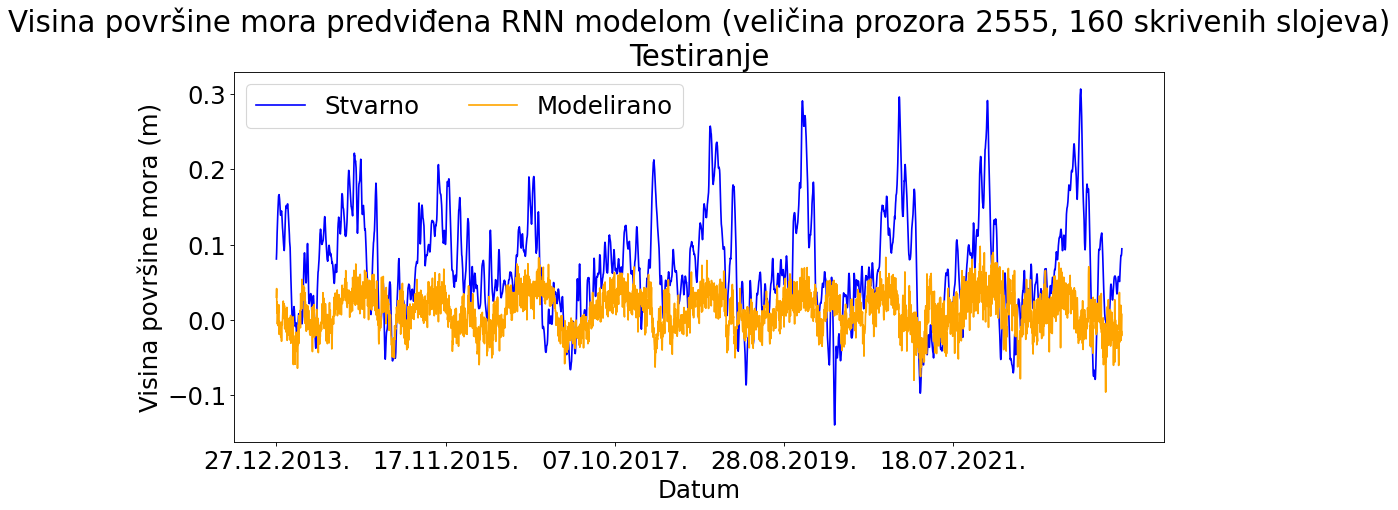 Visina površine mora predviđena RNN modelom (veličina prozora 2555, 160 skrivenih slojeva)
Testiranje
Stvarno Modelirano
Visina površine mora (m)
0.3
0.2
0.1
0.0
−0.1
27.12.2013. 17.11.2015. 07.10.2017. 28.08.2019. 18.07.2021.
Datum